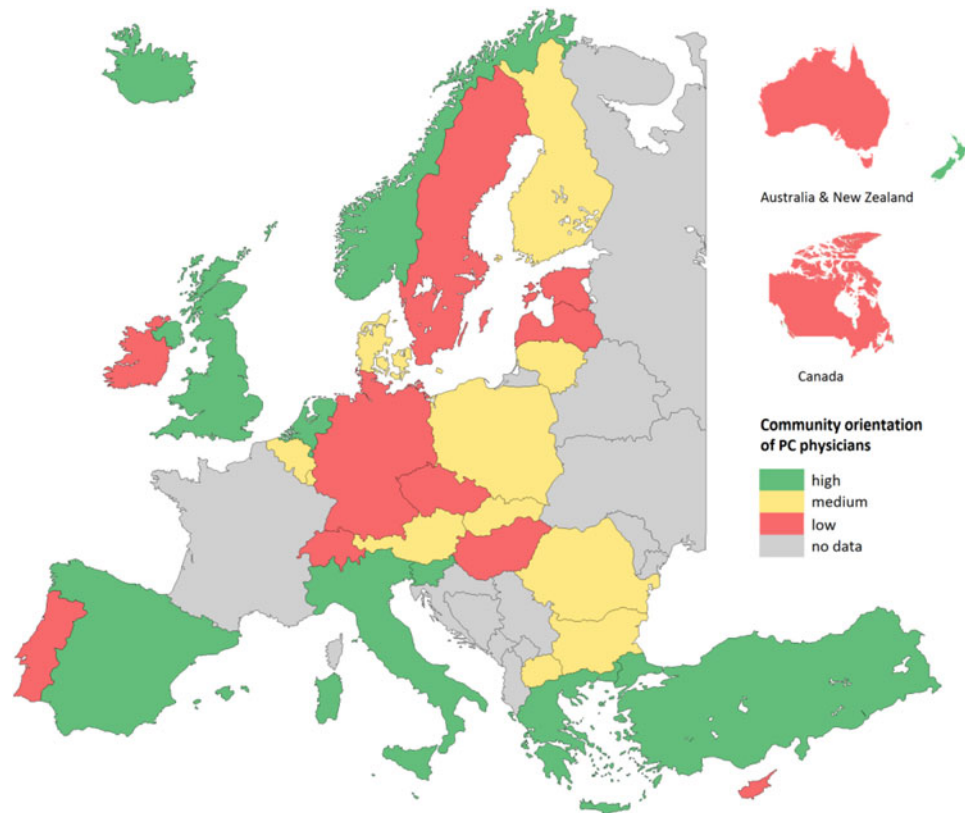 Australia & New Zealand
Canada
Community orientation
of PC physicians
high
medium
low
no data